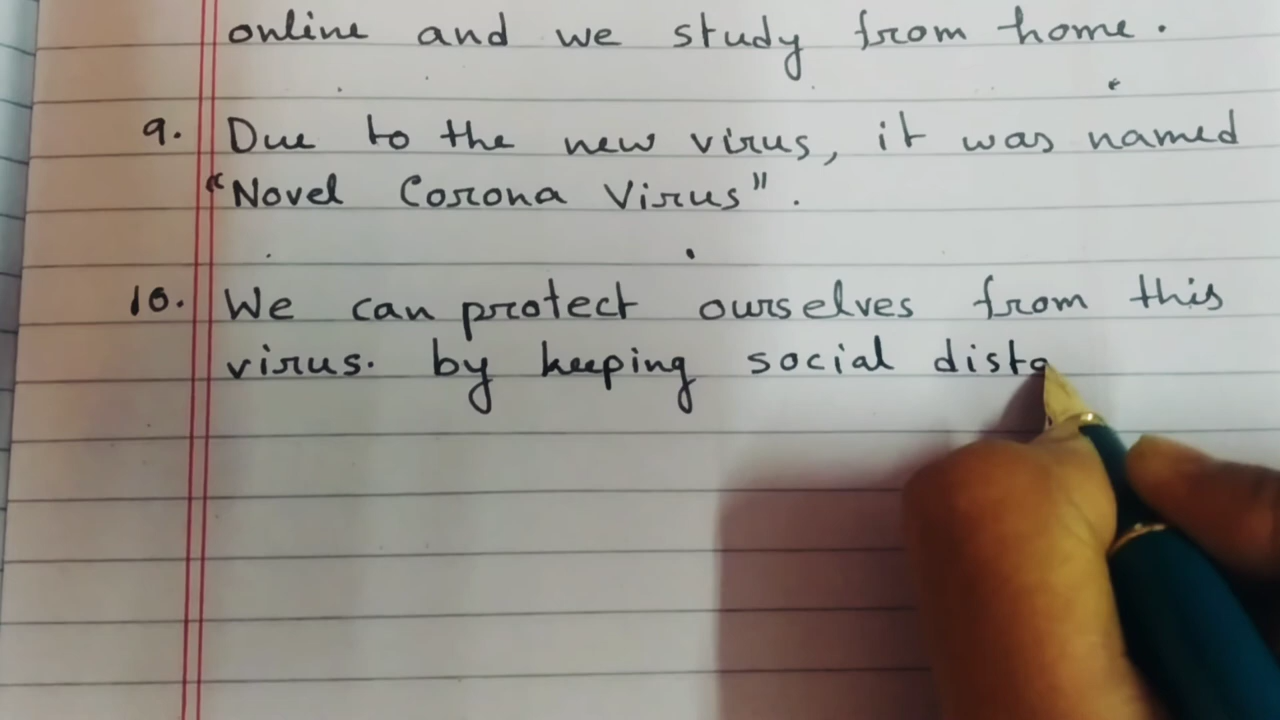 online and we study from home.
9. Due to the new virus, it was named
"Novel Corona Virus".
10. We can protect ourselves from this
virus. by keeping social dista